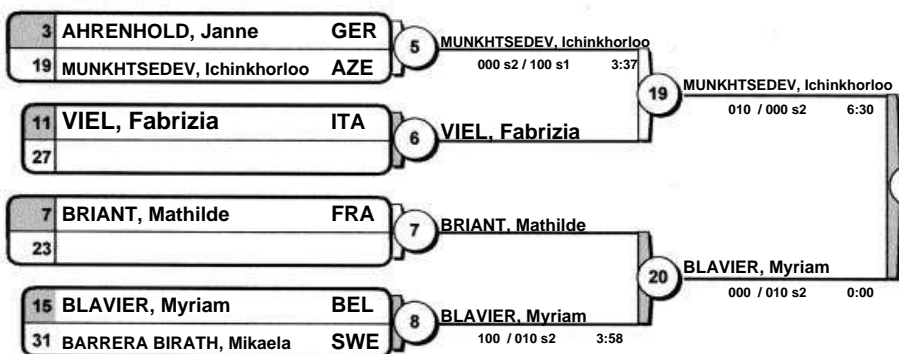 3 AHRENHOLD, Janne GER
19 MUNKHTSEDEV, Ichinkhorloo AZE
5
MUNKHTSEDEV, Ichinkhorloo
000 s2 / 100 s1 3:37
11 VIEL, Fabrizia ITA
27
6
VIEL, Fabrizia
19
MUNKHTSEDEV, Ichinkhorloo
010 / 000 s2 6:30
7 BRIANT, Mathilde FRA
23
7
BRIANT, Mathilde
15 BLAVIER, Myriam BEL
31 BARRERA BIRATH, Mikaela SWE
8
BLAVIER, Myriam
100 / 010 s2 3:58
20
BLAVIER, Myriam
000 / 010 s2 0:00